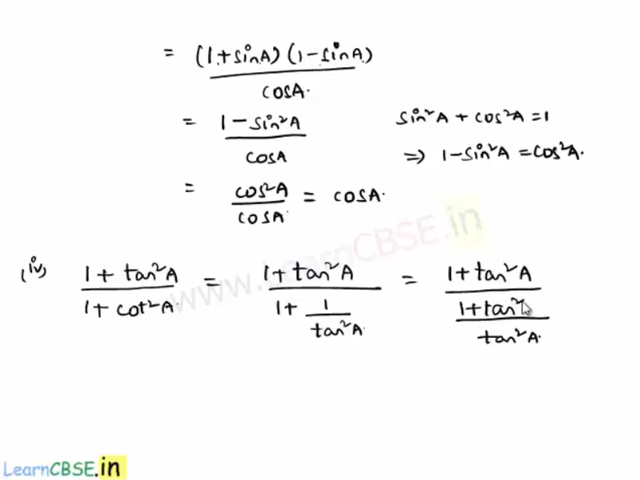 = (1+sinA)(1-sinA)/cosA.
= 1-sin²A/cosA
sin²A + cos²A = 1
⇒ 1-sin²A = cos²A.
= cos²A/cosA. = cosA.
(iv) 1 + tan²A/1 + cot²A. = 1 + tan²A/1 + 1/tan²A. = 1 + tan²A/1+tan²/tan²A.
www.LearnCBSE.in
LearnCBSE.in